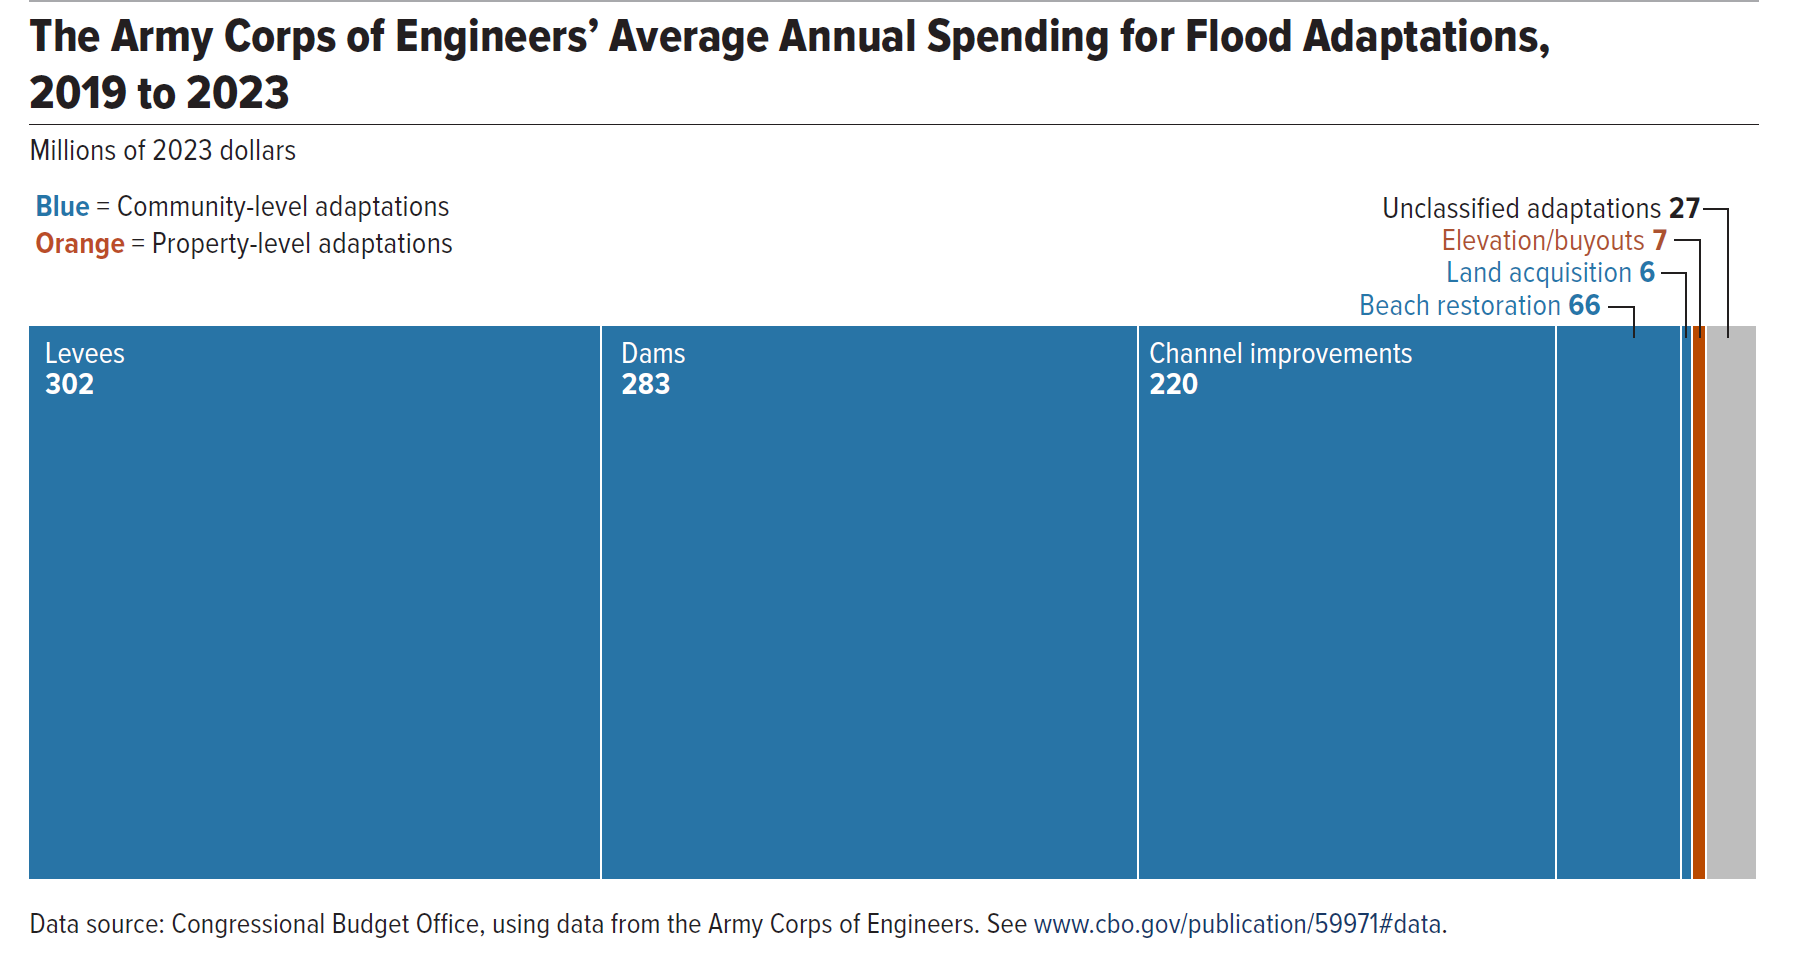 The Army Corps of Engineers’ Average Annual Spending for Flood Adaptations,
2019 to 2023
Millions of 2023 dollars
Blue = Community-level adaptations
Orange = Property-level adaptations
Unclassified adaptations 27
Elevation/buyouts 7
Land acquisition 6
Beach restoration 66
Levees
302
Dams
283
Channel improvements
220
Data source: Congressional Budget Office, using data from the Army Corps of Engineers. See www.cbo.gov/publication/59971#data.